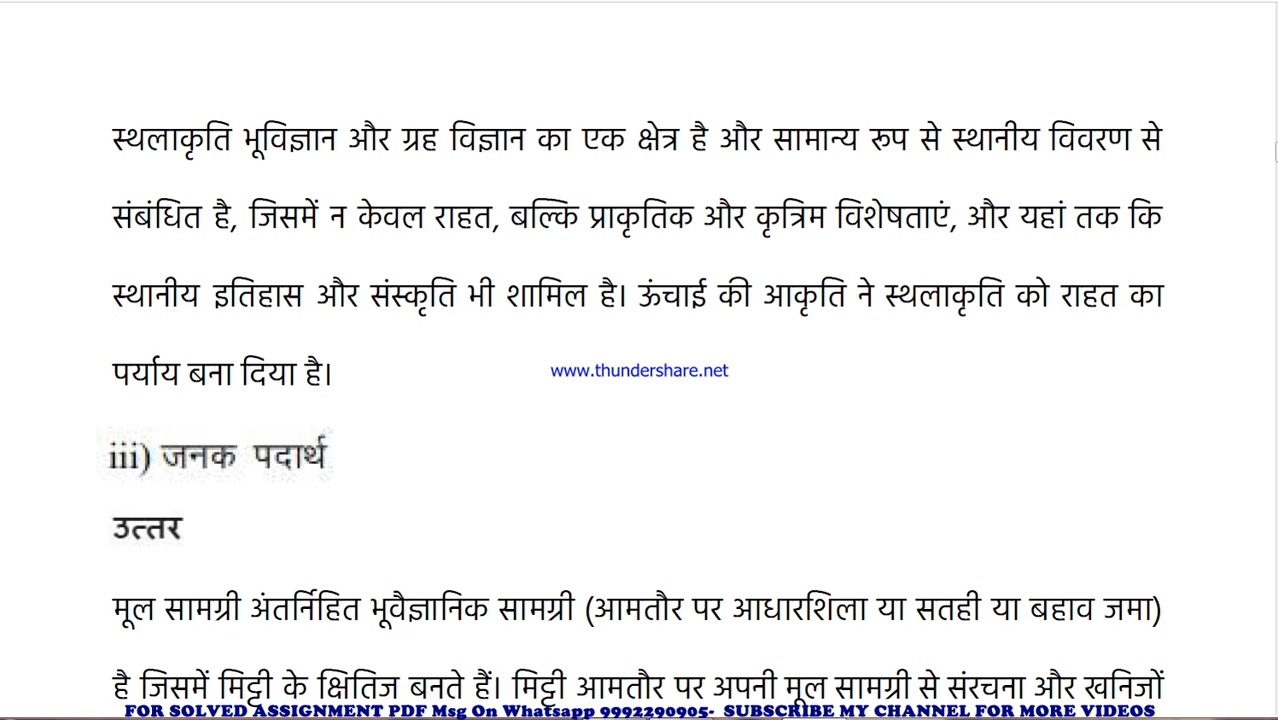 स्थलाकृति भूविज्ञान और ग्रह विज्ञान का एक क्षेत्र है और सामान्य रूप से स्थानीय विवरण से
संबंधित है, जिसमें न केवल राहत, बल्कि प्राकृतिक और कृत्रिम विशेषताएं, और यहां तक कि
स्थानीय इतिहास और संस्कृति भी शामिल है। ऊंचाई की आकृति ने स्थलाकृति को राहत का
पर्याय बना दिया है।
www.thundershare.net
iii) जनक पदार्थ
उत्तर
मूल सामग्री अंतर्निहित भूवैज्ञानिक सामग्री (आमतौर पर आधारशिला या सतही या बहाव जमा)
है जिसमें मिट्टी के क्षितिज बनते हैं। मिट्टी आमतौर पर अपनी मूल सामग्री से संरचना और खनिजों
FOR SOLVED ASSIGNMENT PDF Msg On Whatsapp 9992290905- SUBSCRIBE MY CHANNEL FOR MORE VIDEOS